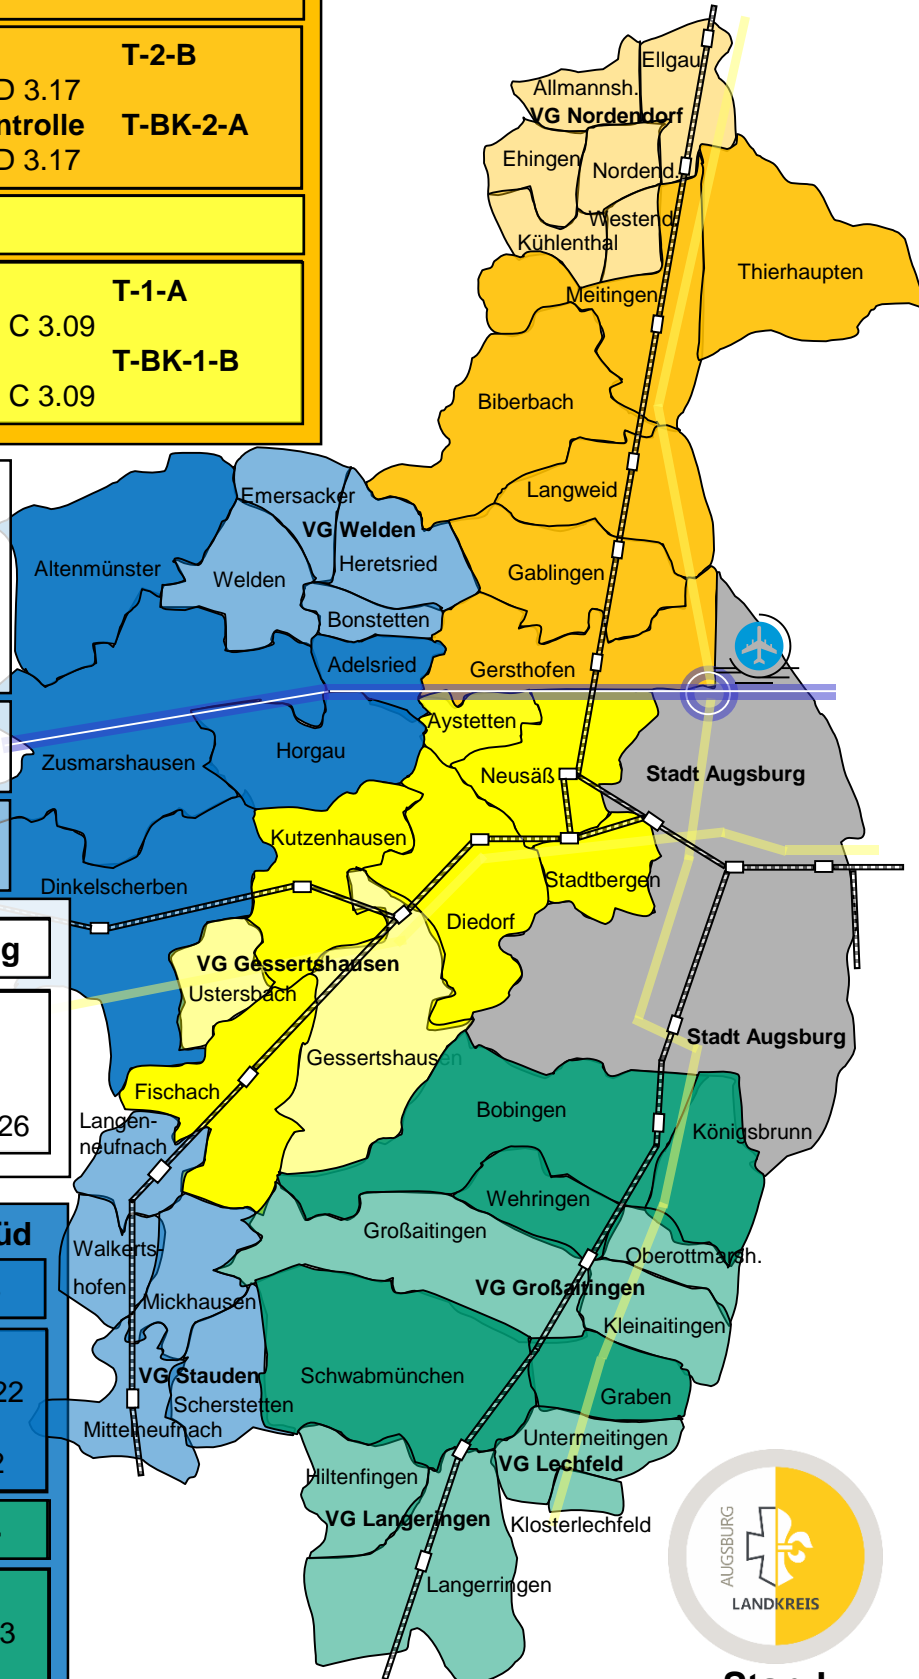 T-2-B
D 3.17
ntrolle T-BK-2-A
D 3.17
T-1-A
C 3.09
T-BK-1-B
C 3.09
g
26
üd
22
2
3
Ellgau
Allmannsh.
VG Nordendorf
Ehingen
Nordend.
Westend.
Kühlenthal
Thierhaupten
Meitingen
Biberbach
Langweid
Emersacker
VG Welden
Altenmünster
Heretsried
Welden
Gablingen
Bonstetten
Adelsried
Gersthofen
Aystetten
Horgau
Zusmarshausen
Neusäß
Stadt Augsburg
Kutzenhausen
Dinkelscherben
Stadtbergen
Diedorf
VG Gessertshausen
Ustersbach
Stadt Augsburg
Gessertshausen
Fischach
Langen-
neufnach
Bobingen
Königsbrunn
Wehringen
Großaitingen
Walkerts-
hofen
Oberottmarsh.
VG Großaitingen
Mickhausen
Kleinaitingen
VG Stauden
Schwabmünchen
Scherstetten
Graben
Mittelneufnach
Untermeitingen
VG Lechfeld
Hiltenfingen
VG Langeringen
Klosterlechfeld
Langerringen
AUGSBURG
LANDKREIS